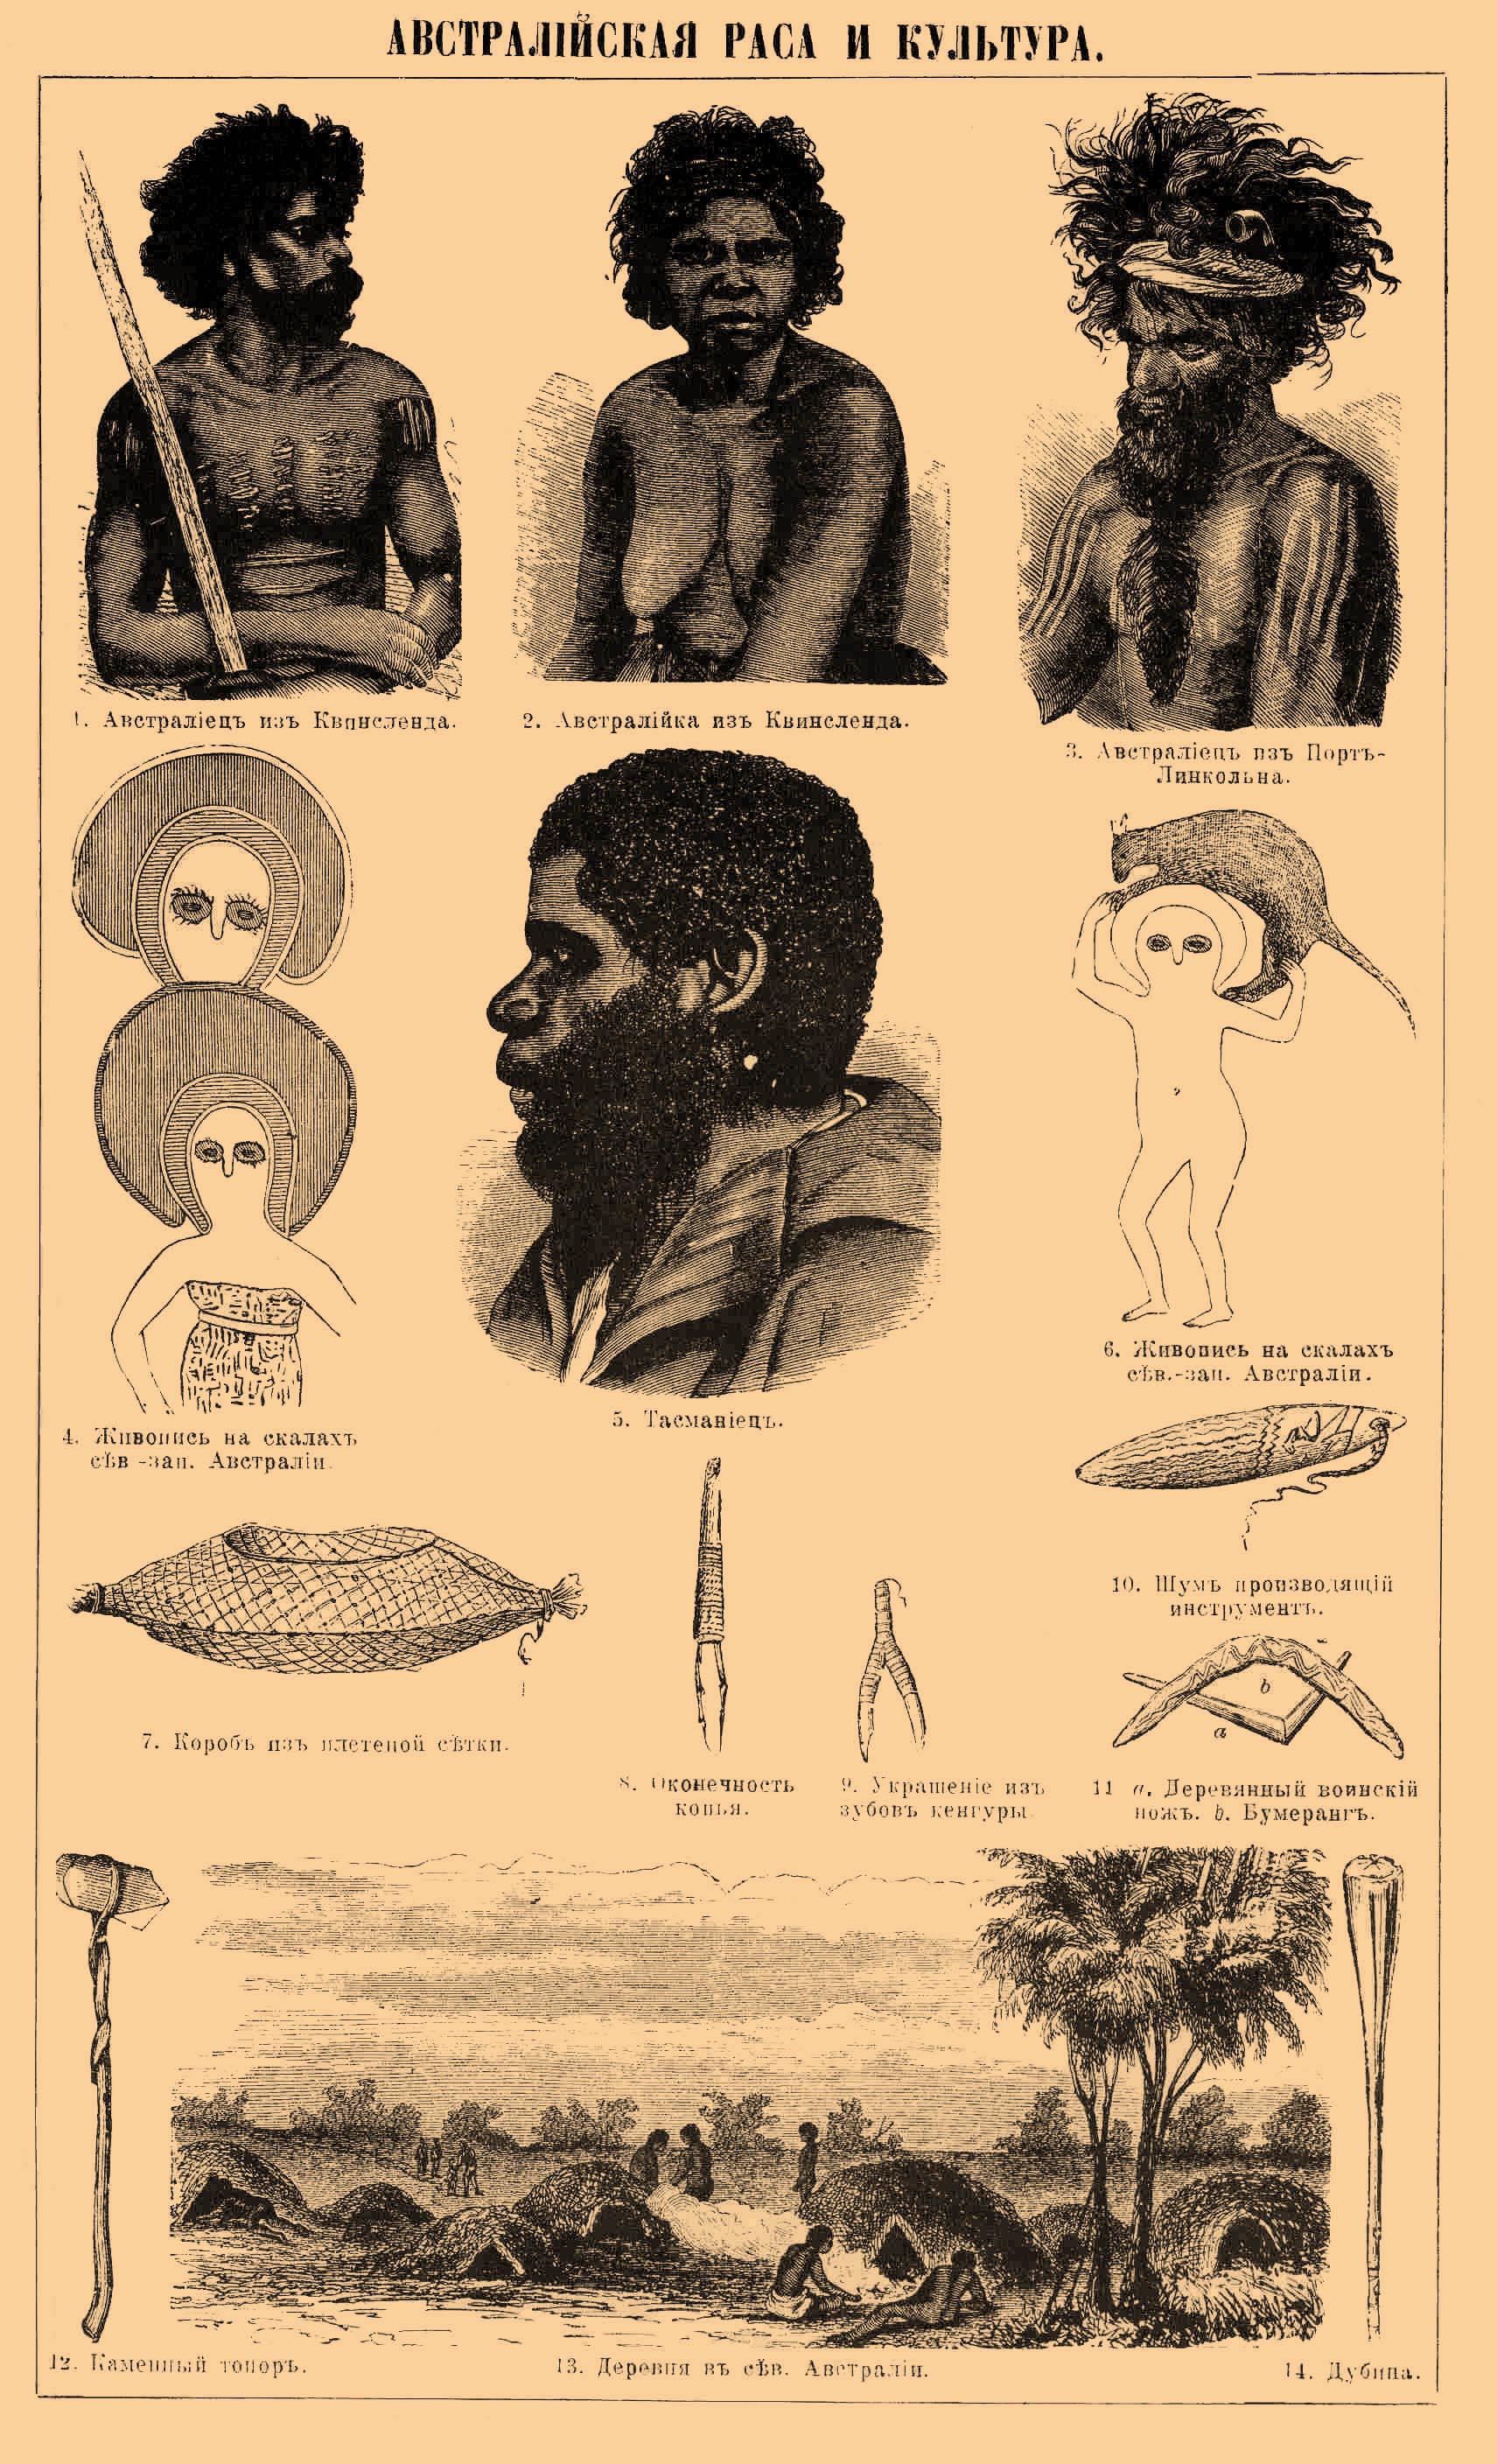 АВСТРАЛІЙСКАЯ РАСА И КУЛЬТУРА.
1. Австраліецъ изъ Квинсленда.
2. Австралійка изъ Квинсленда.
3. Австраліецъ изъ Портъ-
Линкольна.
4. Живопись на скалахъ
сѣв.-зап. Австраліи.
5. Тасманіецъ.
6. Живопись на скалахъ
сѣв.-зап. Австраліи.
7. Коробъ изъ плетеной сѣтки.
8. Оконечность
копья.
9. Украшеніе изъ
зубовъ кенгуры.
10. Шумъ производящій
инструментъ.
b
a
11 a. Деревянный воинскій
ножъ. b. Бумерангъ.
12. Каменный топоръ.
13. Деревня въ сѣв. Австраліи.
14. Дубина.